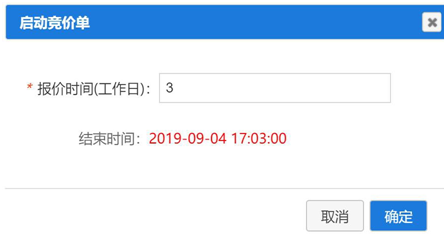 启动竞价单
* 报价时间(工作日)： 3
结束时间：2019-09-04 17:03:00
取消 确定